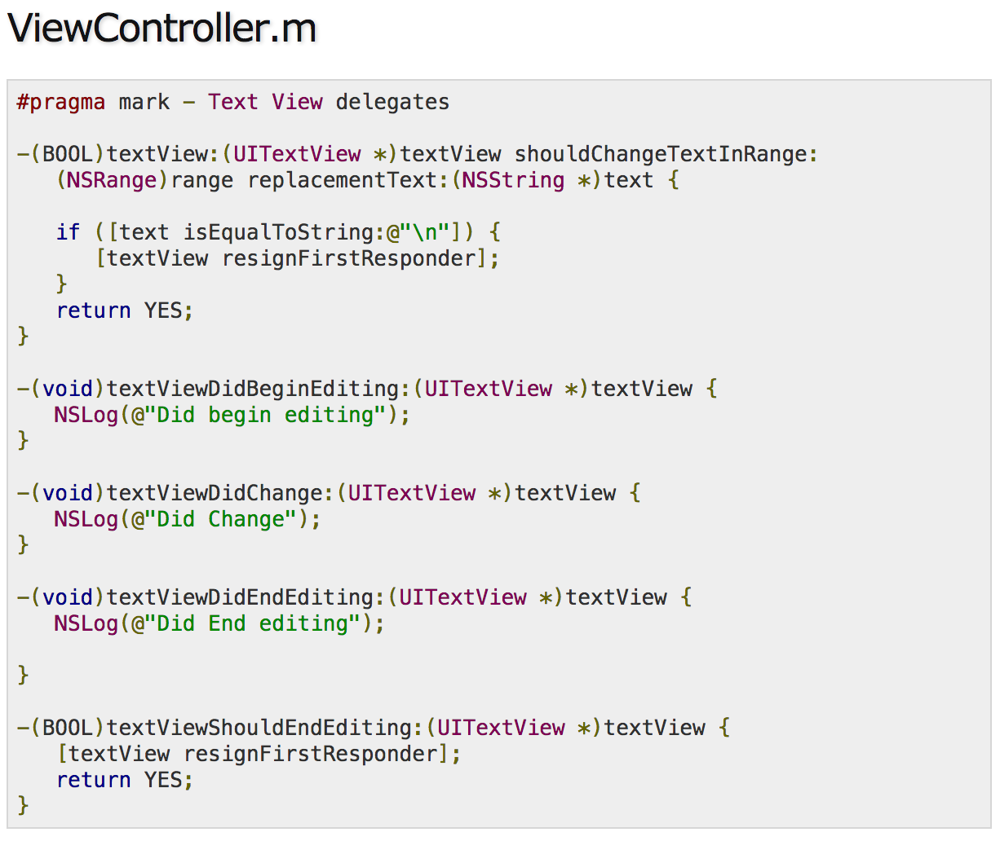 ViewController.m
#pragma mark – Text View delegates
–(BOOL)textView:(UITextView *)textView shouldChangeTextInRange:
(NSRange)range replacementText:(NSString *)text {
if ([text isEqualToString:@"\n"]) {
[textView resignFirstResponder];
}
return YES;
}
–(void)textViewDidBeginEditing:(UITextView *)textView {
NSLog(@"Did begin editing");
}
–(void)textViewDidChange:(UITextView *)textView {
NSLog(@"Did Change");
}
–(void)textViewDidEndEditing:(UITextView *)textView {
NSLog(@"Did End editing");
}
–(BOOL)textViewShouldEndEditing:(UITextView *)textView {
[textView resignFirstResponder];
return YES;
}